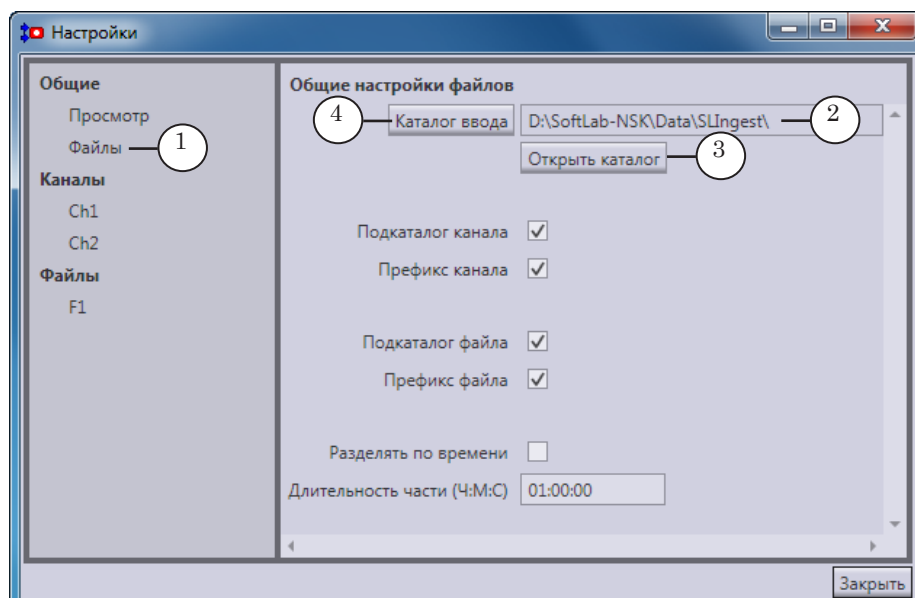 Настройки
Общие
Просмотр
Файлы
1
Каналы
Ch1
Ch2
Файлы
F1
Общие настройки файлов
4
Каталог ввода
D:\SoftLab-NSK\Data\SLIngest\
2
Открыть каталог
3
Подкаталог канала
Префикс канала
Подкаталог файла
Префикс файла
Разделять по времени
Длительность части (Ч:М:С) 01:00:00
Закрыть